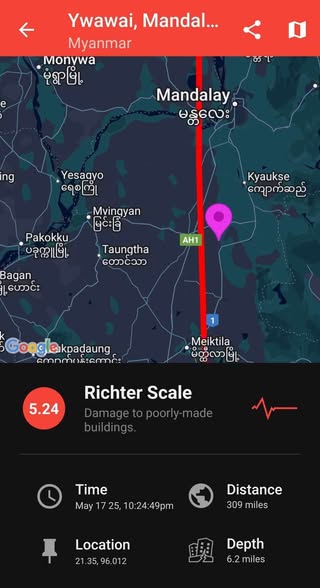 Ywawai, Mandal...
Myanmar
Monywa
မုံရွာမြို့
Mandalay
မန္တလေး
Yesagyo
ရေစကြို
Kyaukse
ကျောက်ဆည်
Myingyan
မြင်းခြံ
AH1
Pakokku
ပခုက္ကူမြို့
Taungtha
တောင်သာ
Bagan
1
Meiktila
မိတ္ထီလာမြို့
Google
akpadaung
5.24
Richter Scale
Damage to poorly-made
buildings.
Time
May 17 25, 10:24:49pm
Distance
309 miles
Location
21.35, 96.012
Depth
6.2 miles